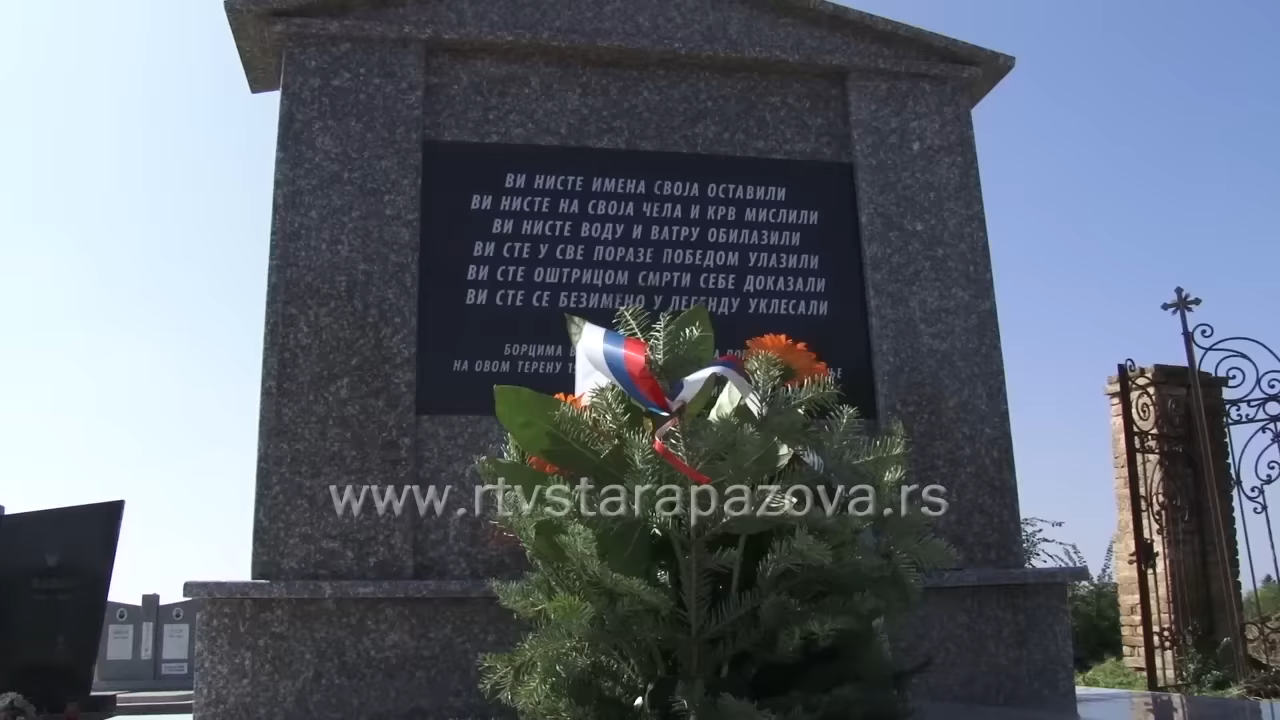 ВИ НИСТЕ ИМЕНА СВОЈА ОСТАВИЛИ
ВИ НИСТЕ НА СВОЈА ЧЕЛА И КРВ МИСЛИЛИ
ВИ НИСТЕ ВОДУ И ВАТРУ ОБИЛАЗИЛИ
ВИ СТЕ У СВЕ ПОРАЗЕ ПОБЕДОМ УЛАЗИЛИ
ВИ СТЕ ОШТРИЦОМ СМРТИ СЕБЕ ДОКАЗАЛИ
ВИ СТЕ СЕ БЕЗИМЕНО У ЛЕГЕНДУ УКЛЕСАЛИ
БОРЦИМА
НА ОВОМ ТЕРЕНУ
www.rtvstarapazova.rs